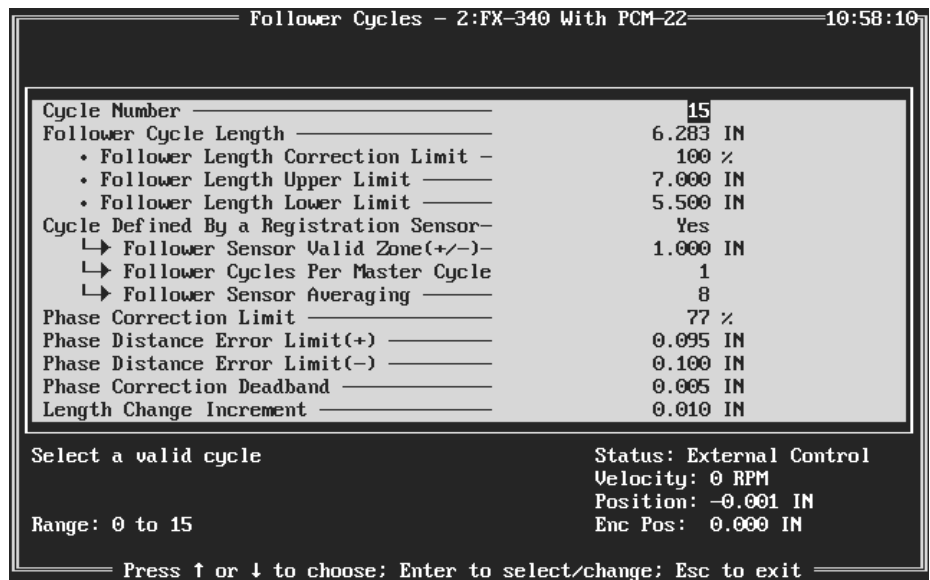 Follower Cycles - 2:FX-340 With PCM-22 10:58:10
Cycle Number 15
Follower Cycle Length 6.283 IN
• Follower Length Correction Limit - 100 %
• Follower Length Upper Limit 7.000 IN
• Follower Length Lower Limit 5.500 IN
Cycle Defined By a Registration Sensor- Yes
Follower Sensor Valid Zone(+/-)- 1.000 IN
Follower Cycles Per Master Cycle 1
Follower Sensor Averaging 8
Phase Correction Limit 77 %
Phase Distance Error Limit(+) 0.095 IN
Phase Distance Error Limit(-) 0.100 IN
Phase Correction Deadband 0.005 IN
Length Change Increment 0.010 IN
Select a valid cycle
Status: External Control
Velocity: 0 RPM
Position: -0.001 IN
Range: 0 to 15
Enc Pos: 0.000 IN
Press ↑ or ↓ to choose; Enter to select/change; Esc to exit